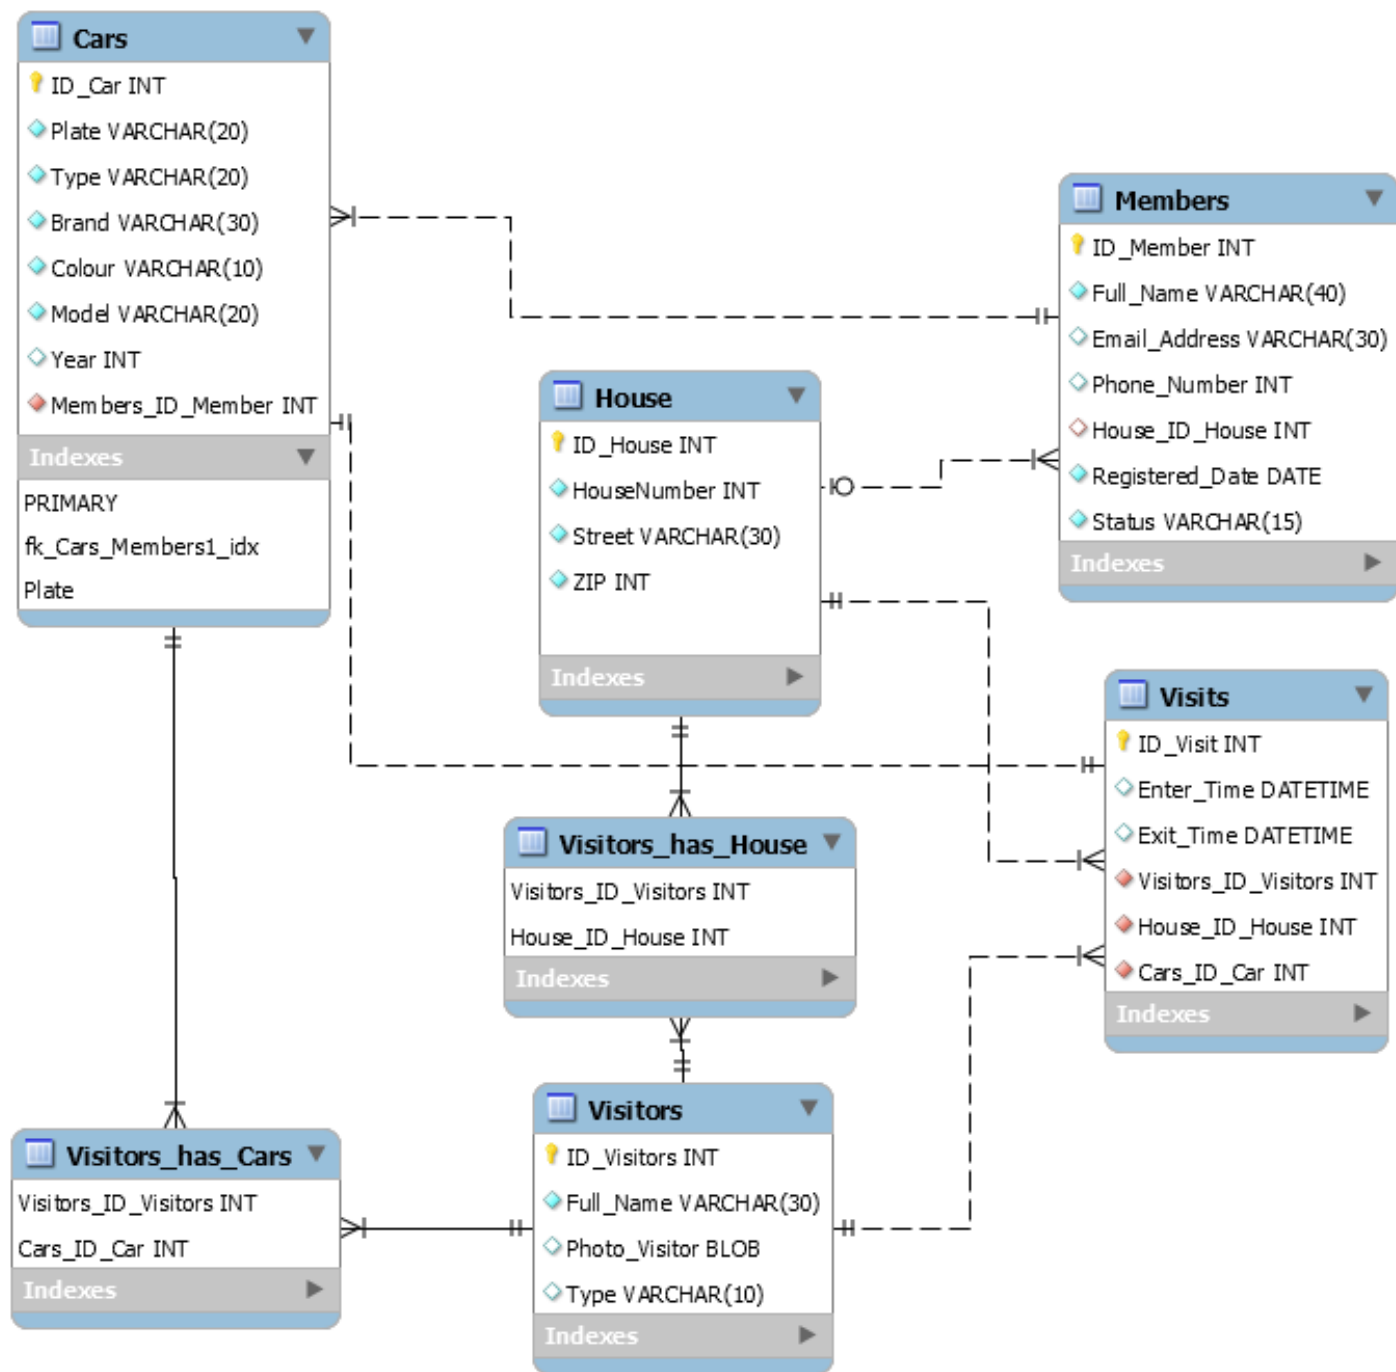 Cars
ID_Car INT
Plate VARCHAR(20)
Type VARCHAR(20)
Brand VARCHAR(30)
Colour VARCHAR(10)
Model VARCHAR(20)
Year INT
Members_ID_Member INT
Indexes
PRIMARY
fk_Cars_Members1_idx
Plate
Members
ID_Member INT
Full_Name VARCHAR(40)
Email_Address VARCHAR(30)
Phone_Number INT
House_ID_House INT
Registered_Date DATE
Status VARCHAR(15)
Indexes
House
ID_House INT
HouseNumber INT
Street VARCHAR(30)
ZIP INT
Indexes
Visits
ID_Visit INT
Enter_Time DATETIME
Exit_Time DATETIME
Visitors_ID_Visitors INT
House_ID_House INT
Cars_ID_Car INT
Indexes
Visitors_has_House
Visitors_ID_Visitors INT
House_ID_House INT
Indexes
Visitors_has_Cars
Visitors_ID_Visitors INT
Cars_ID_Car INT
Indexes
Visitors
ID_Visitors INT
Full_Name VARCHAR(30)
Photo_Visitor BLOB
Type VARCHAR(10)
Indexes